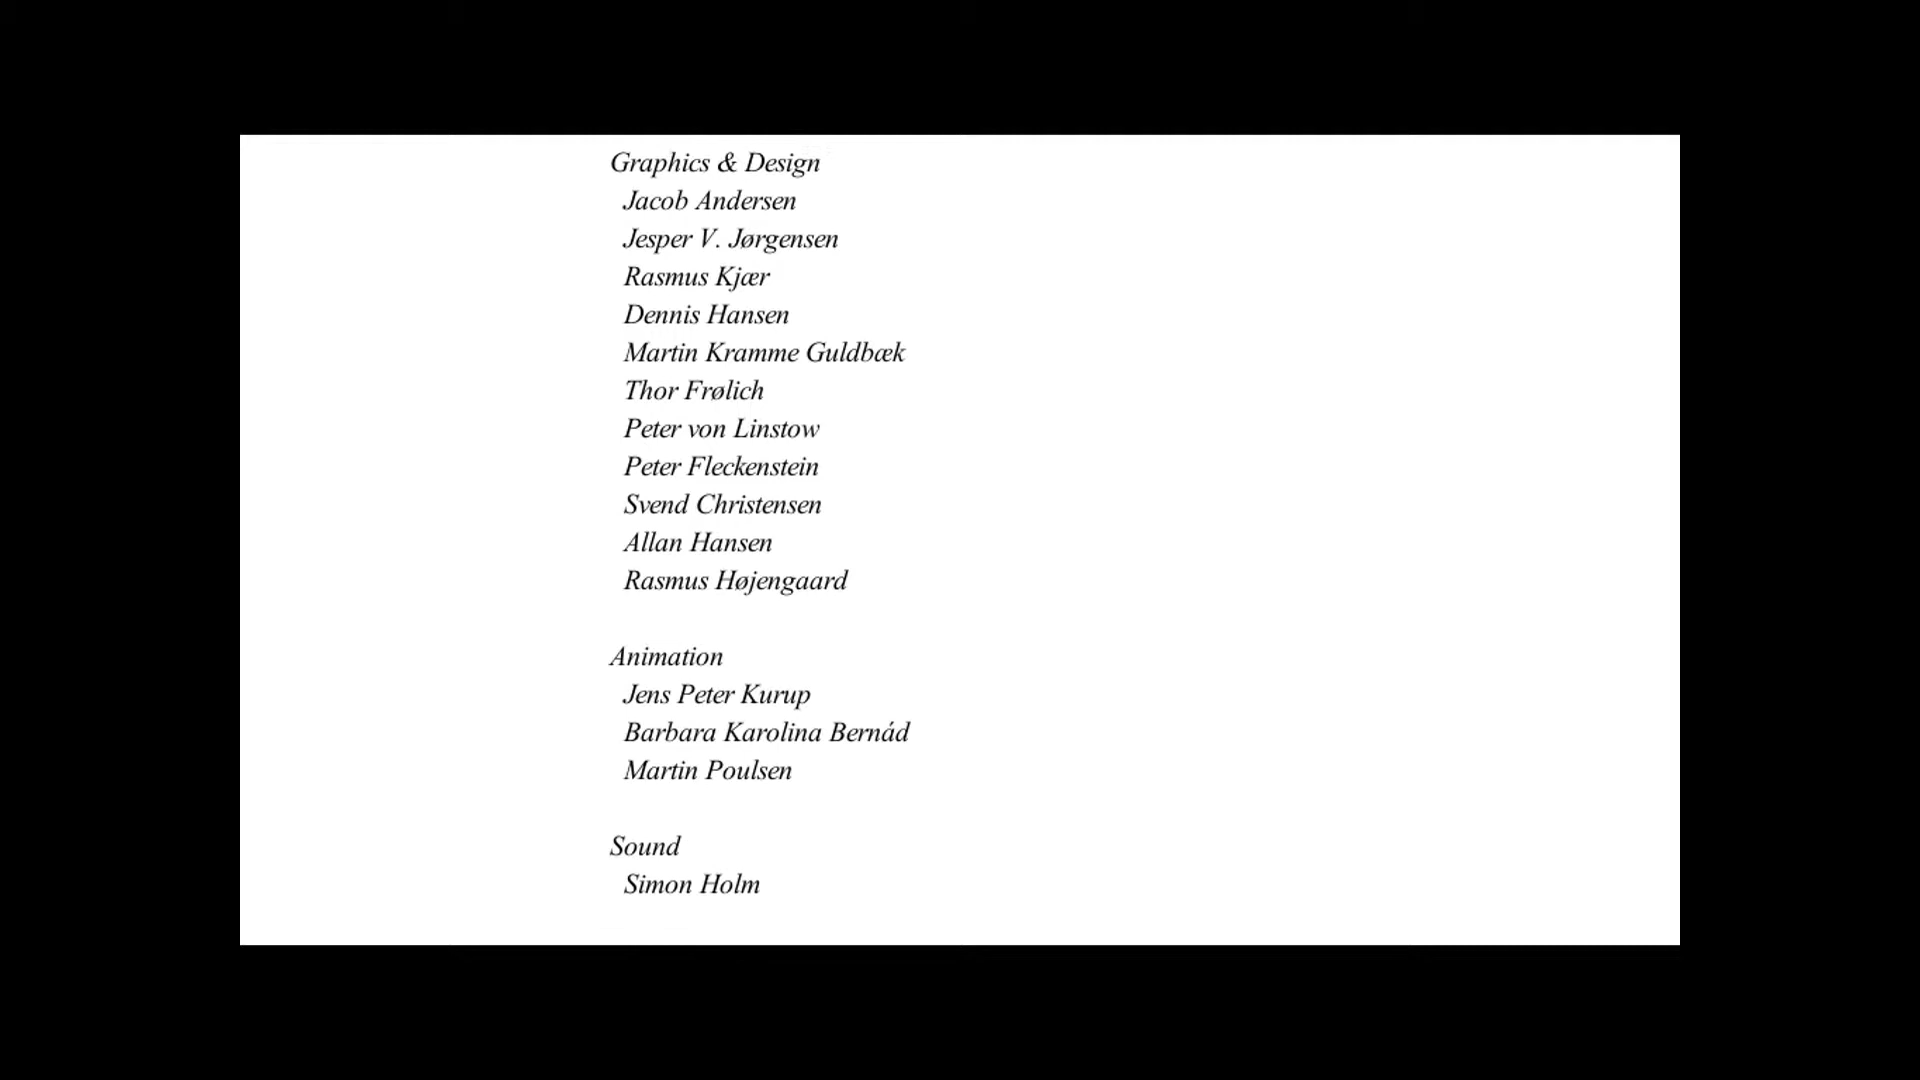 Graphics & Design
Jacob Andersen
Jesper V. Jørgensen
Rasmus Kjær
Dennis Hansen
Martin Kramme Guldbæk
Thor Frølich
Peter von Linstow
Peter Fleckenstein
Svend Christensen
Allan Hansen
Rasmus Højengaard
Animation
Jens Peter Kurup
Barbara Karolina Bernád
Martin Poulsen
Sound
Simon Holm